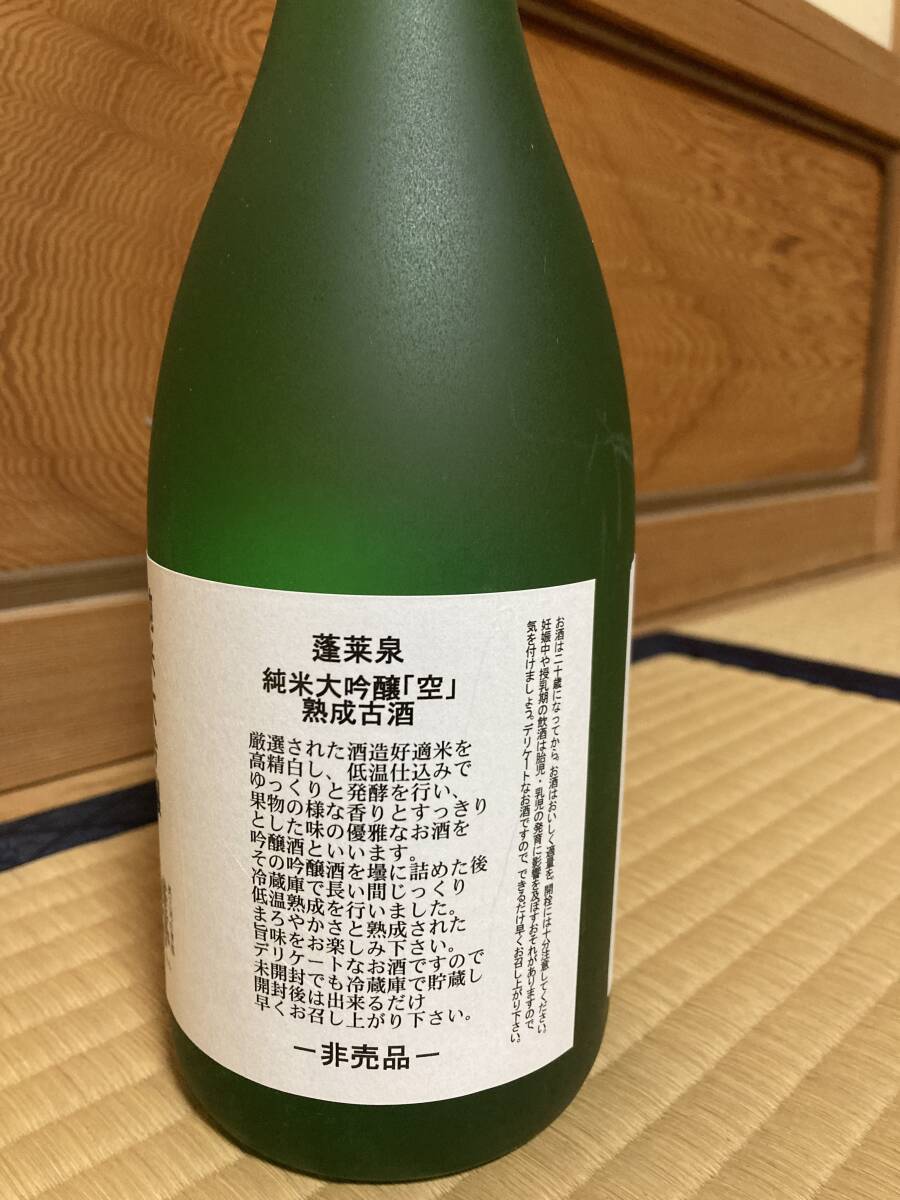 蓬莱泉
純米大吟醸「空」
熟成古酒
厳選された酒造好適米を
高精白し、低温仕込みで
ゆっくりと発酵を行い、
果物の様な香りとすっきり
とした味の優雅なお酒を
吟醸酒といいます。
その吟醸酒を壜に詰めた後
冷蔵庫で長い間じっくり
低温熟成を行いました。
まろやかさと熟成された
旨味をお楽しみ下さい。
デリケートなお酒ですので
未開封でも冷蔵庫で貯蔵し
開封後は出来るだけ
早くお召し上がり下さい。
ー非売品ー
お酒は二十歳になってから。お酒はおいしく適量を。開栓には十分注意してください。
妊娠中や授乳期の飲酒は胎児・乳児の発育に影響を及ぼすおそれがありますので、
気を付けましょう。デリケートなお酒ですので、できるだけ早くお召し上がり下さい。